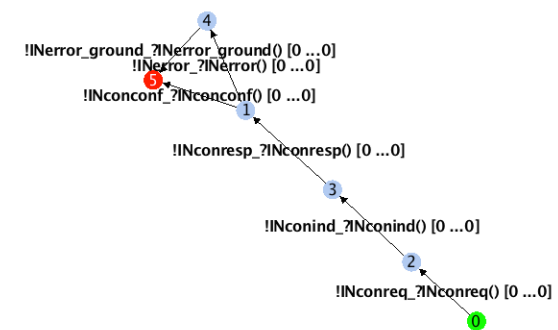 4
!INerror_ground_?INerror_ground() [0 ...0]
!INerror_?INerror() [0 ...0]
5
!INconconf_?INconconf() [0 ...0]
1
!INconresp_?INconresp() [0 ...0]
3
!INconind_?INconind() [0 ...0]
2
!INconreq_?INconreq() [0 ...0]
0